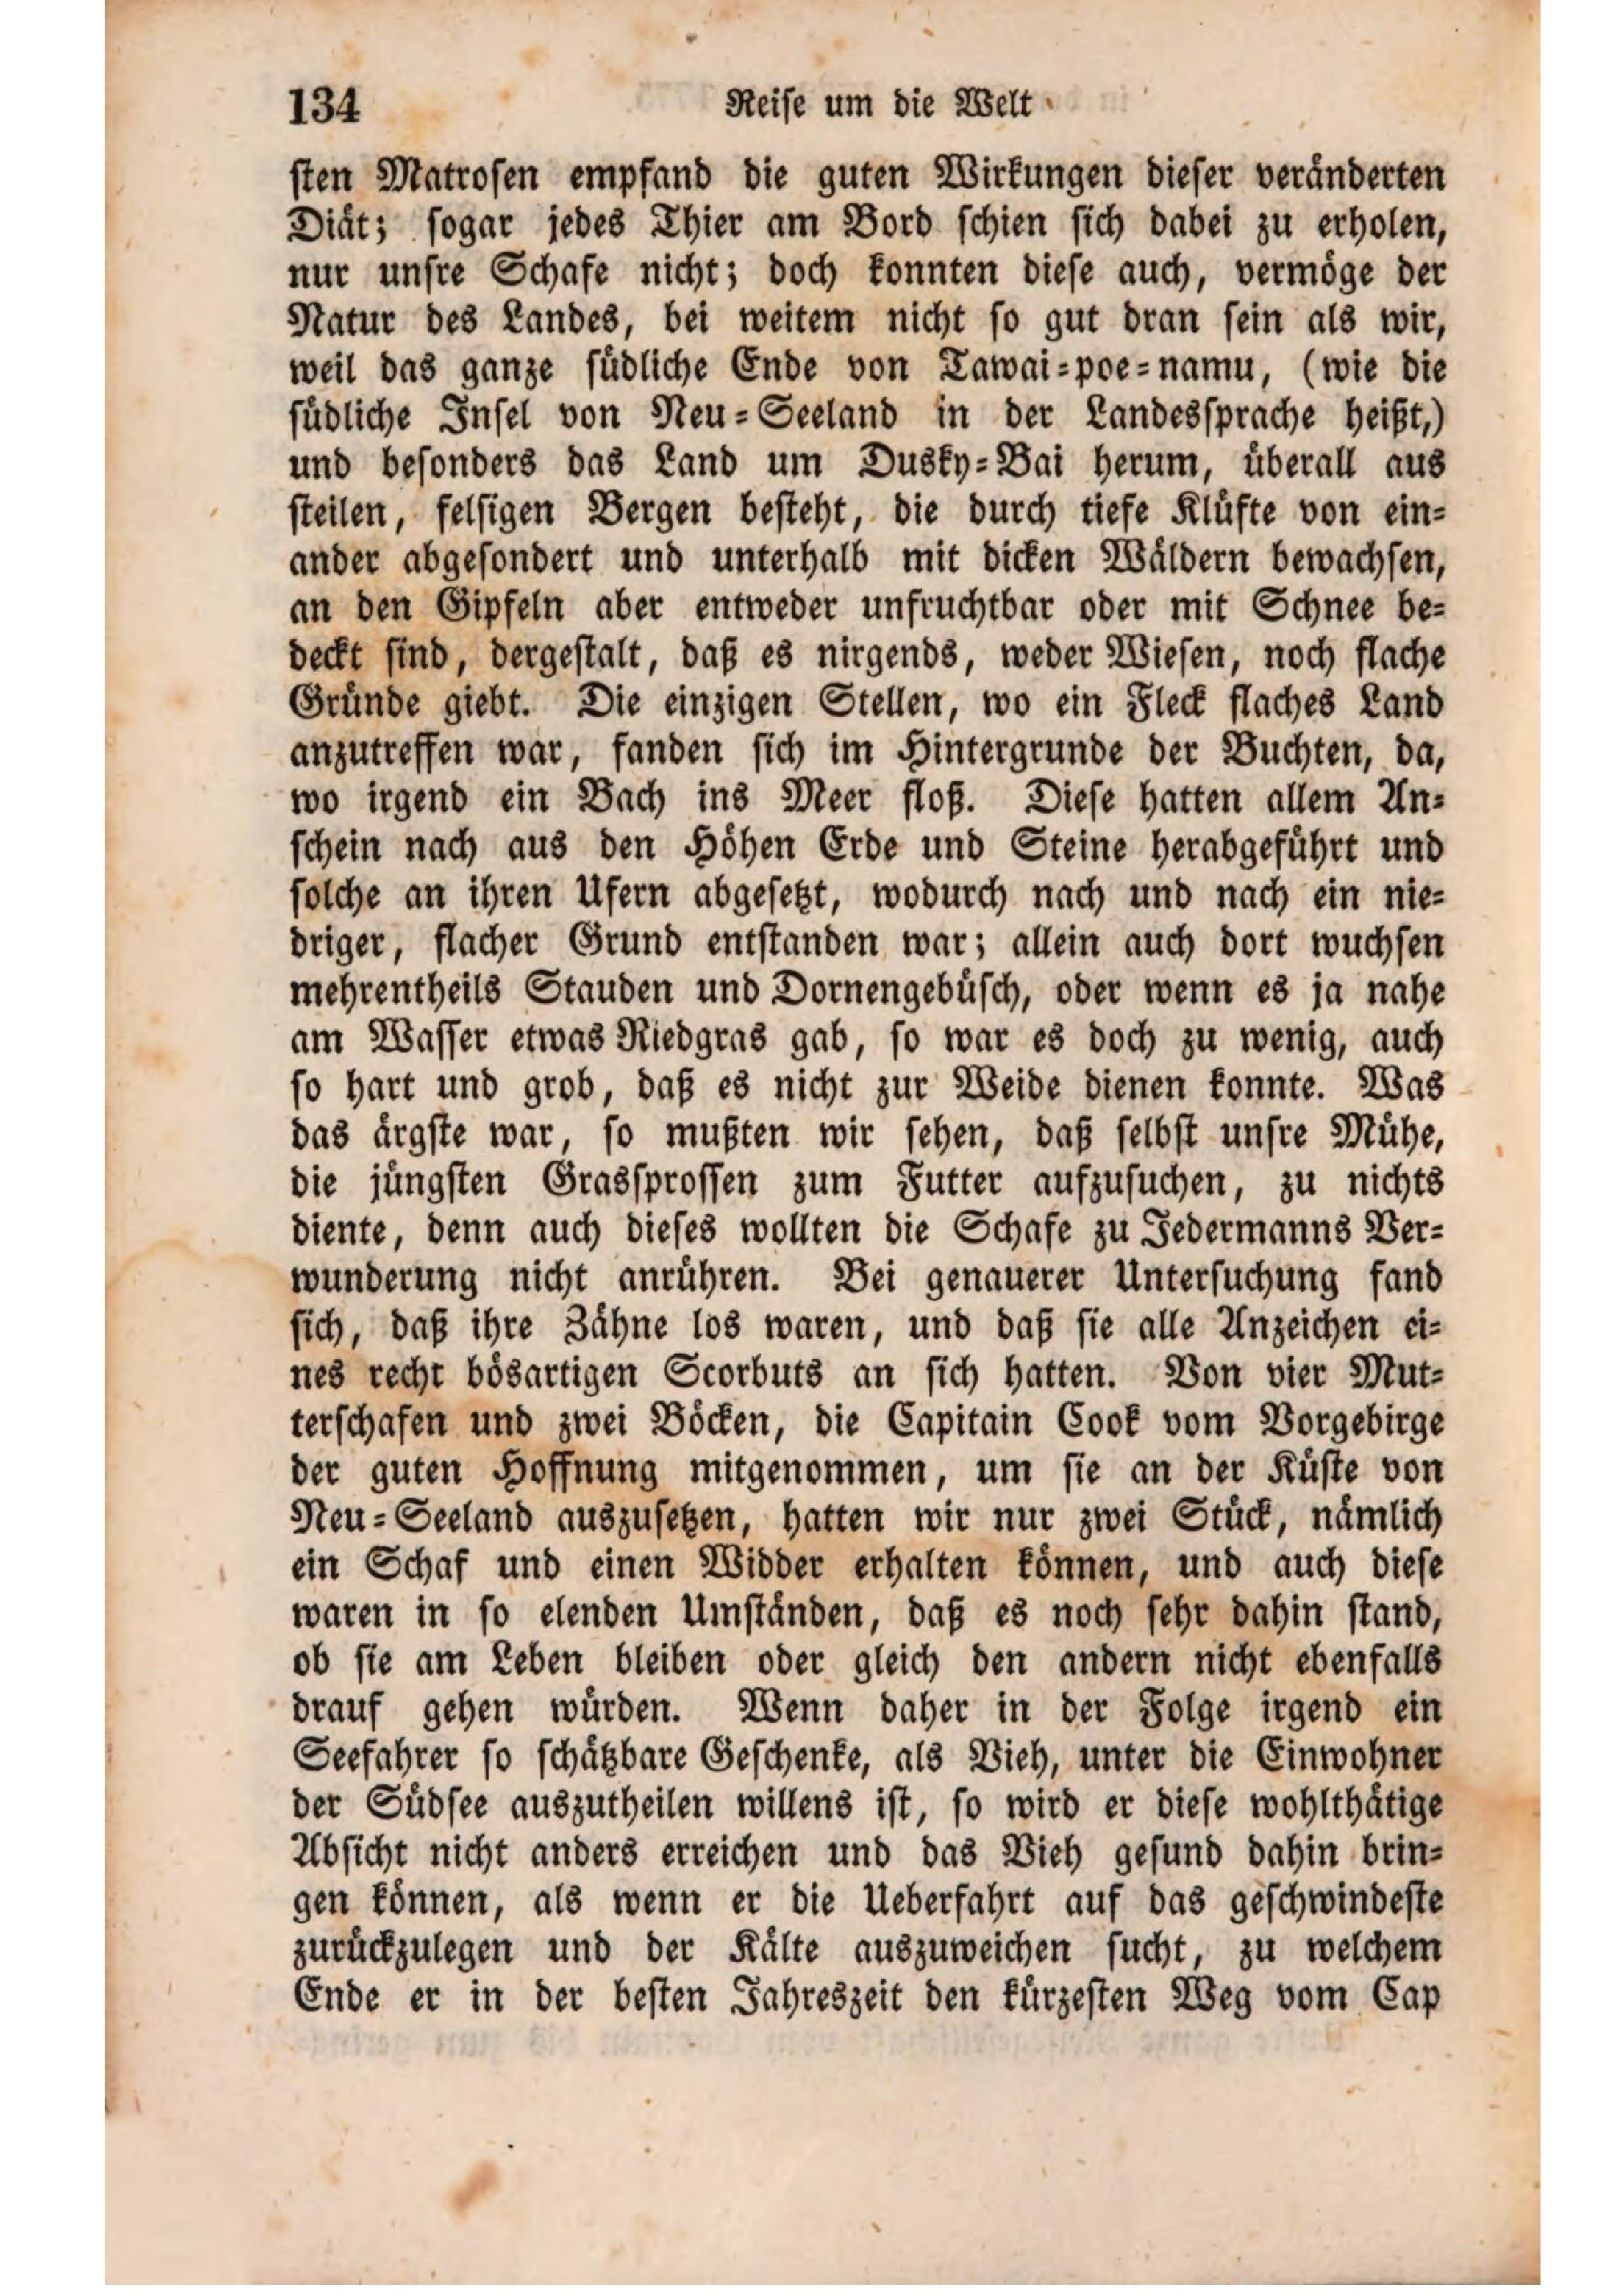 134 Reise um die Welt
sten Matrosen empfand die guten Wirkungen dieser veränderten
Diät; sogar jedes Thier am Bord schien sich dabei zu erholen,
nur unsre Schafe nicht; doch konnten diese auch, vermöge der
Natur des Landes, bei weitem nicht so gut dran sein als wir,
weil das ganze südliche Ende von Tawai-poe-namu, (wie die
südliche Insel von Neu-Seeland in der Landessprache heißt,)
und besonders das Land um Dusky-Bai herum, überall aus
steilen, felsigen Bergen besteht, die durch tiefe Klüfte von ein-
ander abgesondert und unterhalb mit dicken Wäldern bewachsen,
an den Gipfeln aber entweder unfruchtbar oder mit Schnee be-
deckt sind, dergestalt, daß es nirgends, weder Wiesen, noch flache
Gründe giebt. Die einzigen Stellen, wo ein Fleck flaches Land
anzutreffen war, fanden sich im Hintergrunde der Buchten, da,
wo irgend ein Bach ins Meer floß. Diese hatten allem An-
schein nach aus den Höhen Erde und Steine herabgeführt und
solche an ihren Ufern abgesetzt, wodurch nach und nach ein nie-
driger, flacher Grund entstanden war; allein auch dort wuchsen
mehrentheils Stauden und Dornengebüsch, oder wenn es ja nahe
am Wasser etwas Riedgras gab, so war es doch zu wenig, auch
so hart und grob, daß es nicht zur Weide dienen konnte. Was
das ärgste war, so mußten wir sehen, daß selbst unsre Mühe,
die jüngsten Grassprossen zum Futter aufzusuchen, zu nichts
diente, denn auch dieses wollten die Schafe zu Jedermanns Ver-
wunderung nicht anrühren. Bei genauerer Untersuchung fand
sich, daß ihre Zähne los waren, und daß sie alle Anzeichen ei-
nes recht bösartigen Scorbuts an sich hatten. Von vier Mut-
terschafen und zwei Böcken, die Capitain Cook vom Vorgebirge
der guten Hoffnung mitgenommen, um sie an der Küste von
Neu-Seeland auszusetzen, hatten wir nur zwei Stück, nämlich
ein Schaf und einen Widder erhalten können, und auch diese
waren in so elenden Umständen, daß es noch sehr dahin stand,
ob sie am Leben bleiben oder gleich den andern nicht ebenfalls
drauf gehen würden. Wenn daher in der Folge irgend ein
Seefahrer so schätzbare Geschenke, als Vieh, unter die Einwohner
der Südsee auszutheilen willens ist, so wird er diese wohlthätige
Absicht nicht anders erreichen und das Vieh gesund dahin brin-
gen können, als wenn er die Ueberfahrt auf das geschwindeste
zurückzulegen und der Kälte auszuweichen sucht, zu welchem
Ende er in der besten Jahreszeit den kürzesten Weg vom Cap